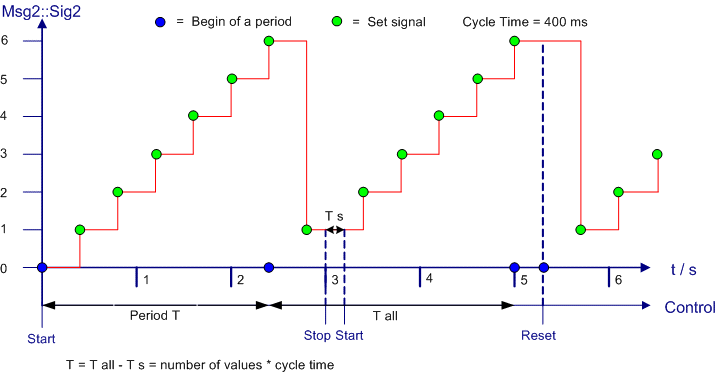 Msg2::Sig2
= Begin of a period = Set signal Cycle Time = 400 ms
6
5
4
3
2
T s
1
0
t / s
1 2 3 4 5 6
Period T T all Control
Start Stop Start Reset
T = T all - T s = number of values * cycle time